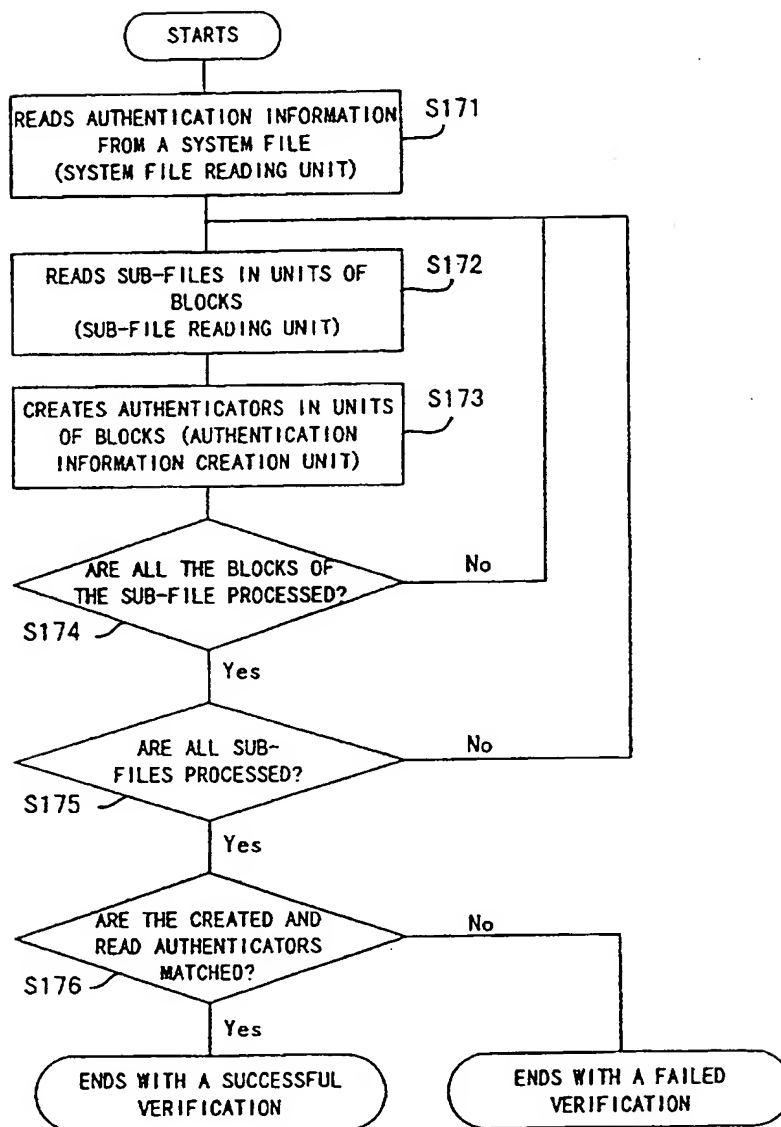 STARTS
READS AUTHENTICATION INFORMATION
FROM A SYSTEM FILE
(SYSTEM FILE READING UNIT)
S171
READS SUB-FILES IN UNITS OF
BLOCKS
(SUB-FILE READING UNIT)
S172
CREATES AUTHENTICATORS IN UNITS
OF BLOCKS (AUTHENTICATION
INFORMATION CREATION UNIT)
S173
ARE ALL THE BLOCKS OF
THE SUB-FILE PROCESSED?
No
S174
Yes
ARE ALL SUB-
FILES PROCESSED?
No
S175
Yes
ARE THE CREATED AND
READ AUTHENTICATORS
MATCHED?
No
S176
Yes
ENDS WITH A SUCCESSFUL
VERIFICATION
ENDS WITH A FAILED
VERIFICATION